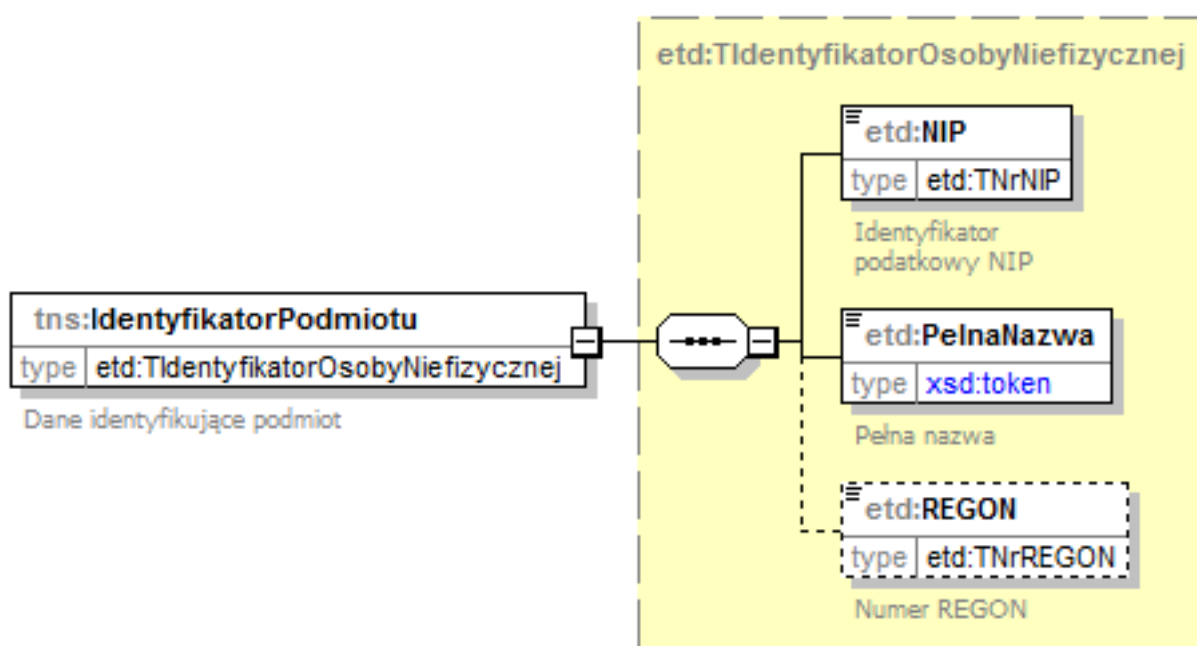 etd:TIdentyfikatorOsobyNiefizycznej
etd:NIP
type etd:TNrNIP
Identyfikator
podatkowy NIP
tns:IdentyfikatorPodmiotu
type etd:TIdentyfikatorOsobyNiefizycznej
Dane identyfikujące podmiot
etd:PelnaNazwa
type xsd:token
Pełna nazwa
etd:REGON
type etd:TNrREGON
Numer REGON